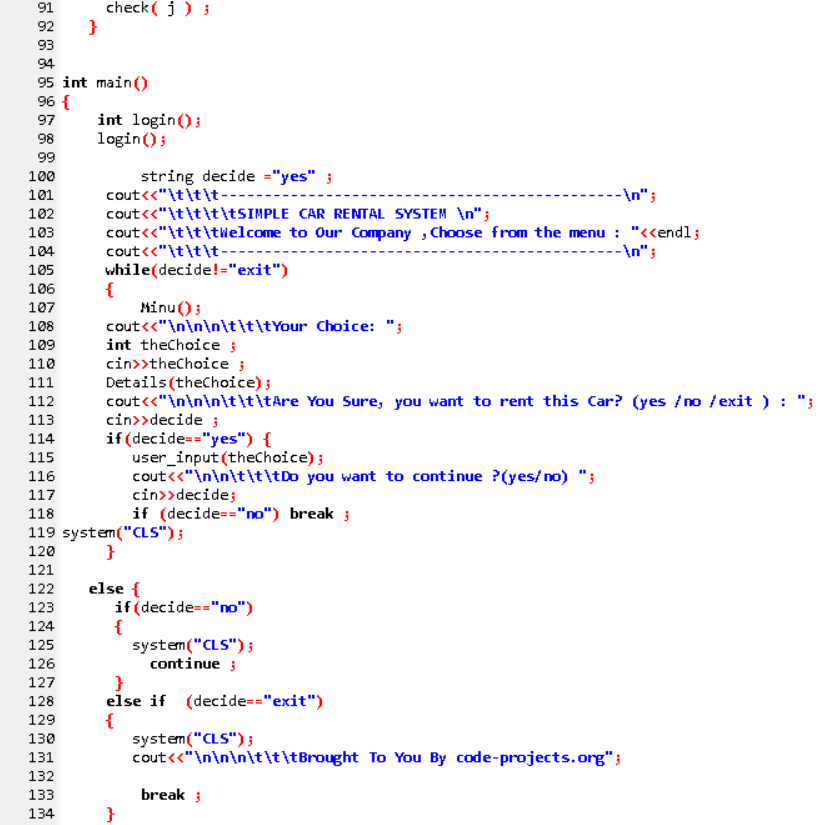 91 check( j ) ;
92 }
93
94
95 int main()
96 {
97 int login();
98 login();
99
100 string decide ="yes" ;
101 cout<<"\t\t\t----------------------------------------------\n";
102 cout<<"\t\t\t\t\tSIMPLE CAR RENTAL SYSTEM \n";
103 cout<<"\t\t\tWelcome to Our Company ,Choose from the menu : "<<endl;
104 cout<<"\t\t\t----------------------------------------------\n";
105 while(decide!="exit")
106 {
107 Minu();
108 cout<<"\n\n\n\t\t\tYour Choice: ";
109 int theChoice ;
110 cin>>theChoice ;
111 Details(theChoice);
112 cout<<"\n\n\n\t\t\tAre You Sure, you want to rent this Car? (yes /no /exit ) : ";
113 cin>>decide ;
114 if(decide=="yes") {
115 user_input(theChoice);
116 cout<<"\n\n\t\t\tDo you want to continue ?(yes/no) ";
117 cin>>decide;
118 if (decide=="no") break ;
119 system("CLS");
120 }
121
122 else {
123 if(decide=="no")
124 {
125 system("CLS");
126 continue ;
127 }
128 else if (decide=="exit")
129 {
130 system("CLS");
131 cout<<"\n\n\n\t\t\tBrought To You By code-projects.org";
132
133 break ;
134 }